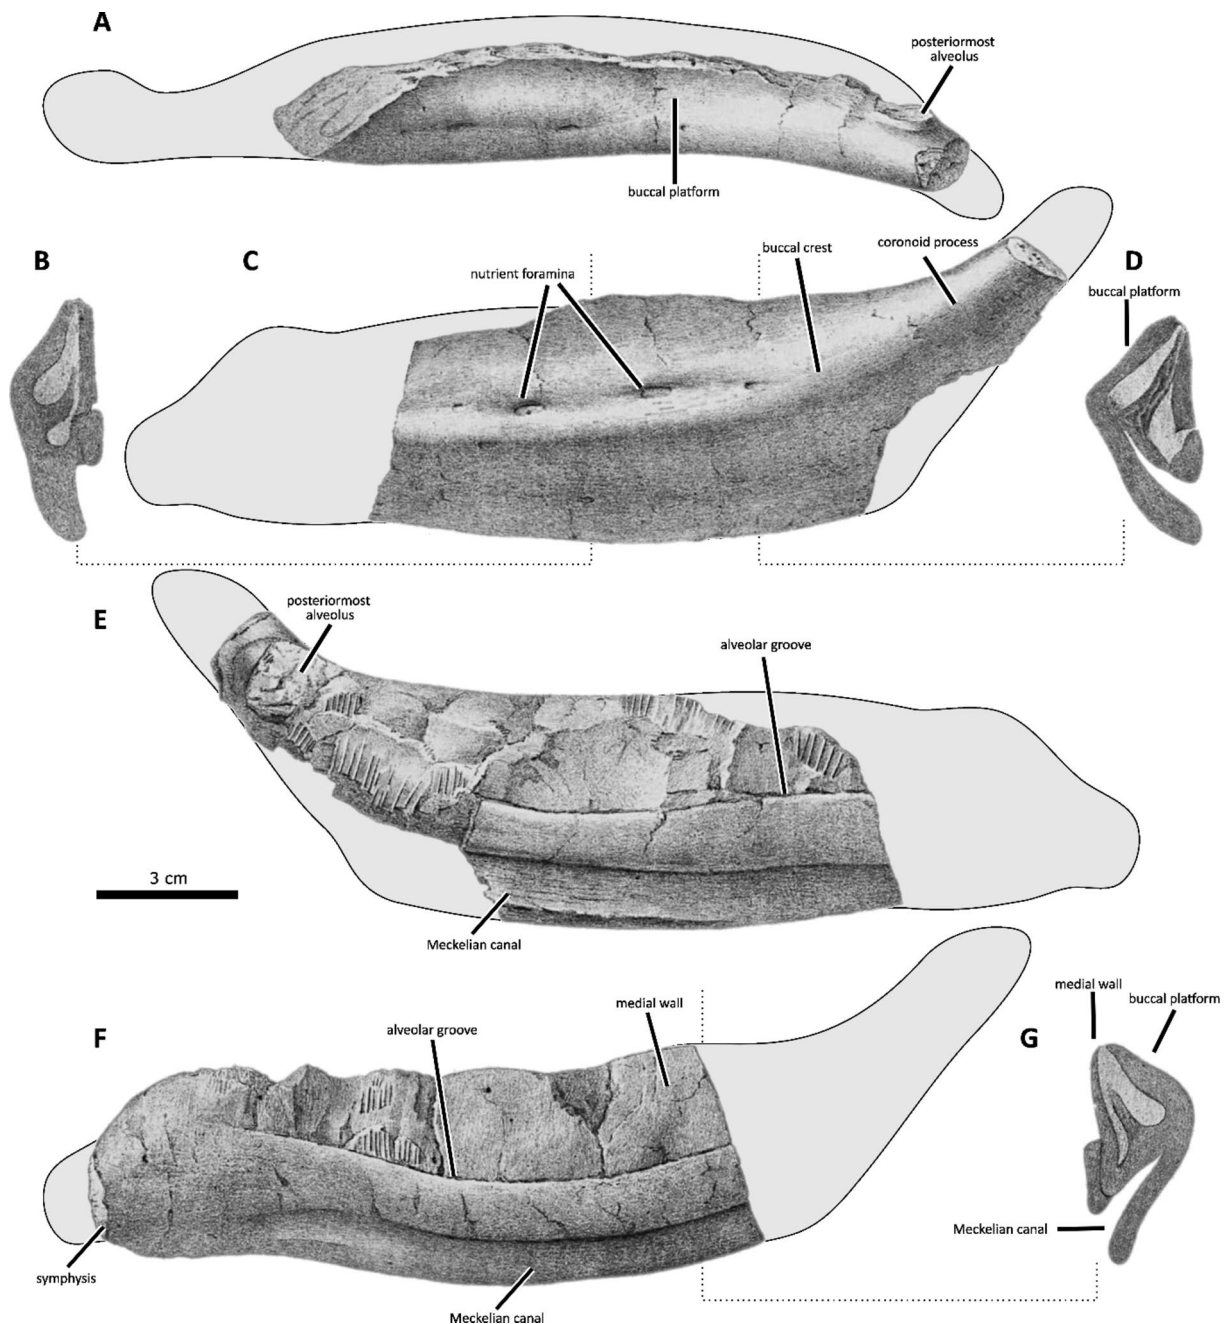 A
posteriormost
alveolus
buccal platform
B
C
nutrient foramina
buccal crest
coronoid process
D
buccal platform
E
posteriormost
alveolus
alveolar groove
3 cm
Meckelian canal
F
alveolar groove
medial wall
medial wall
G
buccal platform
Meckelian canal
symphysis
Meckelian canal